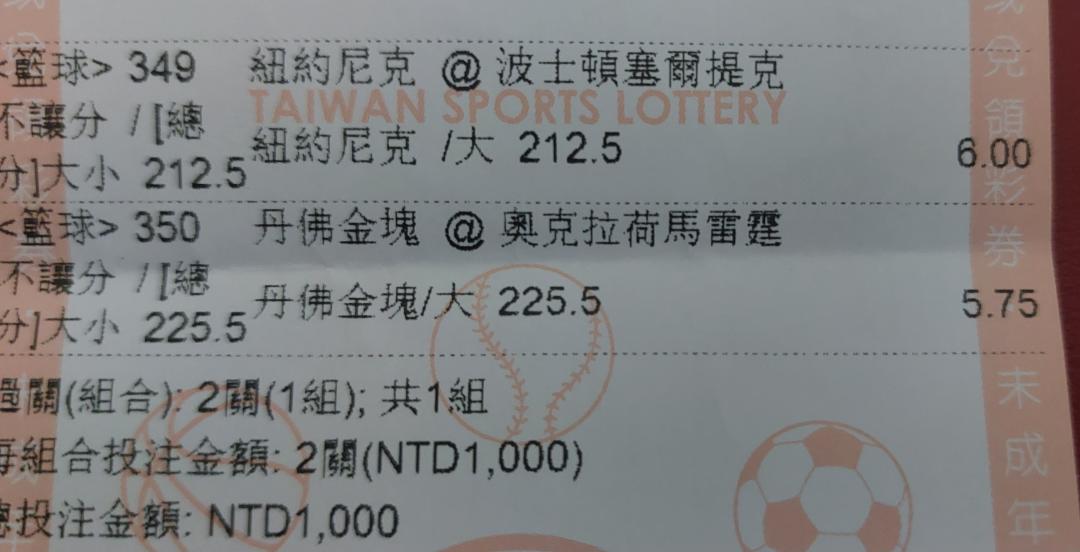 <籃球> 349 紐約尼克 @ 波士頓塞爾提克
TAIWAN SPORTS LOTTERY
不讓分 / [總
分]大小 212.5
紐約尼克 /大 212.5 6.00
<籃球> 350 丹佛金塊 @ 奧克拉荷馬雷霆
不讓分 / [總
分]大小 225.5
丹佛金塊/大 225.5 5.75
過關(組合): 2關(1組); 共1組
每組合投注金額: 2關(NTD1,000)
總投注金額: NTD1,000
兌領彩券
未成年